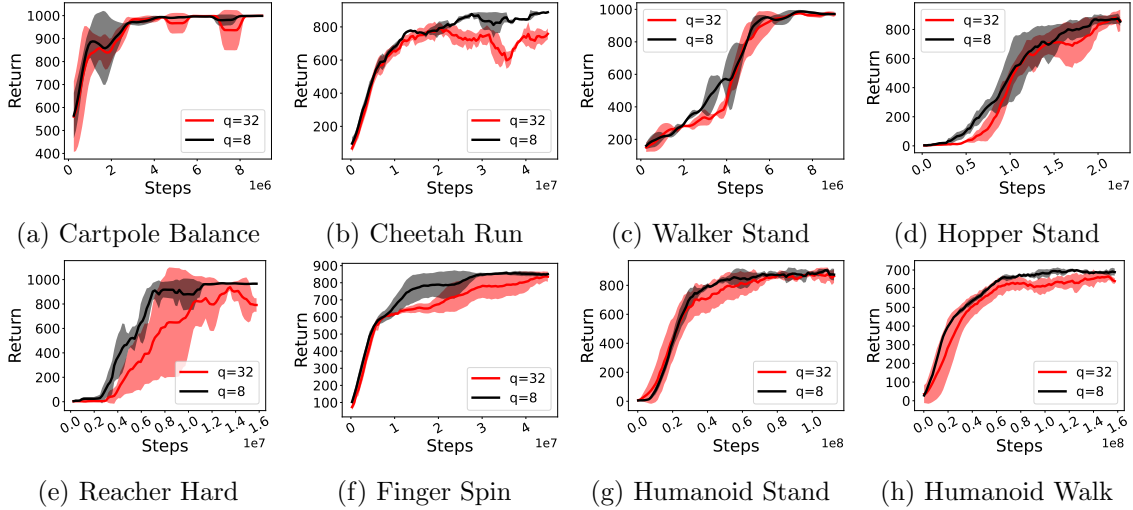 1000
900
800
700
600
500
400
Return
q=32
q=8
0
2
4
6
8
Steps
1e6
(a) Cartpole Balance
800
600
400
200
Return
q=32
q=8
0
1
2
3
4
Steps
1e7
(b) Cheetah Run
1000
800
600
400
200
Return
q=32
q=8
0
2
4
6
8
Steps
1e6
(c) Walker Stand
1000
800
600
400
200
0
Return
q=32
q=8
0.0
0.5
1.0
1.5
2.0
Steps
1e7
(d) Hopper Stand
1000
800
600
400
200
0
Return
q=32
q=8
0.0
0.2
0.4
0.6
0.8
1.0
1.2
1.4
1.6
Steps
1e7
(e) Reacher Hard
900
800
700
600
500
400
300
200
100
Return
q=32
q=8
0
1
2
3
4
Steps
1e7
(f) Finger Spin
800
600
400
200
0
Return
q=32
q=8
0.0
0.2
0.4
0.6
0.8
1.0
Steps
1e8
(g) Humanoid Stand
700
600
500
400
300
200
100
0
Return
q=32
q=8
0.0
0.2
0.4
0.6
0.8
1.0
1.2
1.4
1.6
Steps
1e8
(h) Humanoid Walk